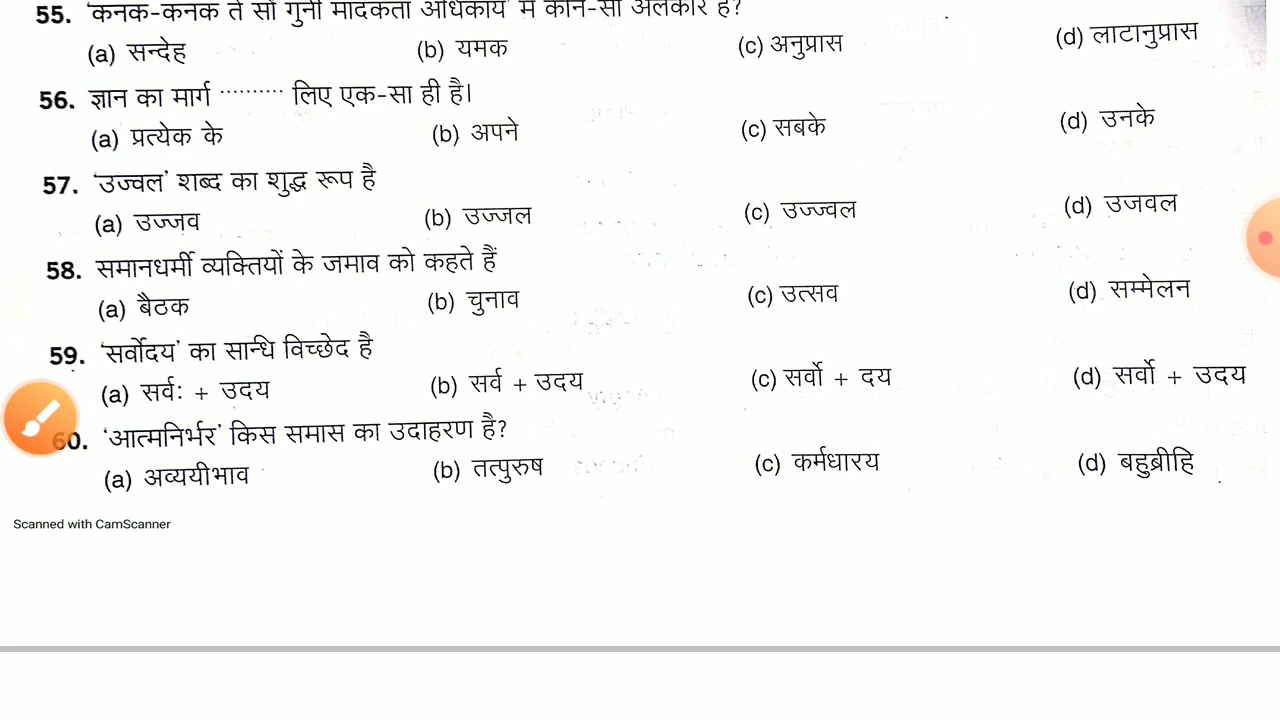 55. 'कनक-कनक ते सौ गुनी मादकता अधिकाय' में कौन-सा अलंकार है?
(a) सन्देह (b) यमक (c) अनुप्रास (d) लाटानुप्रास
56. ज्ञान का मार्ग .......... लिए एक-सा ही है।
(a) प्रत्येक के (b) अपने (c) सबके (d) उनके
57. 'उज्वल' शब्द का शुद्ध रूप है
(a) उज्जव (b) उज्जल (c) उज्ज्वल (d) उजवल
58. समानधर्मी व्यक्तियों के जमाव को कहते हैं
(a) बैठक (b) चुनाव (c) उत्सव (d) सम्मेलन
59. 'सर्वोदय' का सान्धि विच्छेद है
(a) सर्व: + उदय (b) सर्व + उदय (c) सर्वो + दय (d) सर्वो + उदय
60. 'आत्मनिर्भर' किस समास का उदाहरण है?
(a) अव्ययीभाव (b) तत्पुरुष (c) कर्मधारय (d) बहुब्रीहि
Scanned with CamScanner